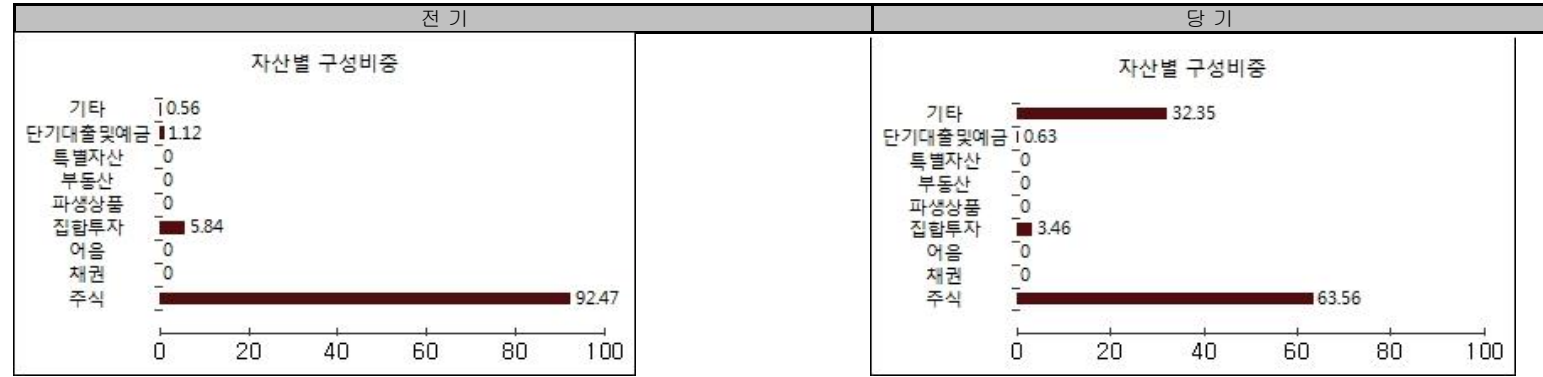 전 기
당 기
자산별 구성비중
기타 0.56
단기대출및예금 1.12
특별자산 0
부동산 0
파생상품 0
집합투자 5.84
어음 0
채권 0
주식 92.47
0 20 40 60 80 100
자산별 구성비중
기타 32.35
단기대출및예금 0.63
특별자산 0
부동산 0
파생상품 0
집합투자 3.46
어음 0
채권 0
주식 63.56
0 20 40 60 80 100